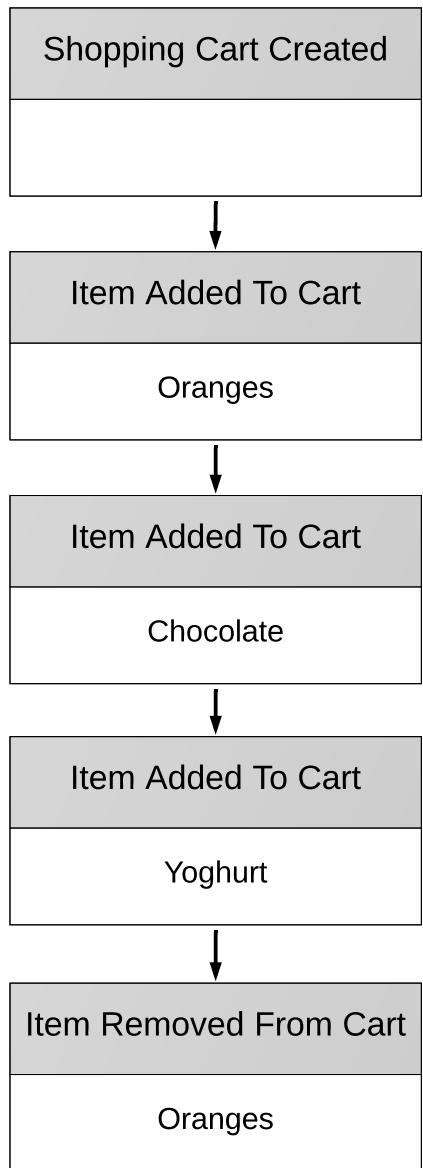 Shopping Cart Created
Item Added To Cart
Oranges
Item Added To Cart
Chocolate
Item Added To Cart
Yoghurt
Item Removed From Cart
Oranges